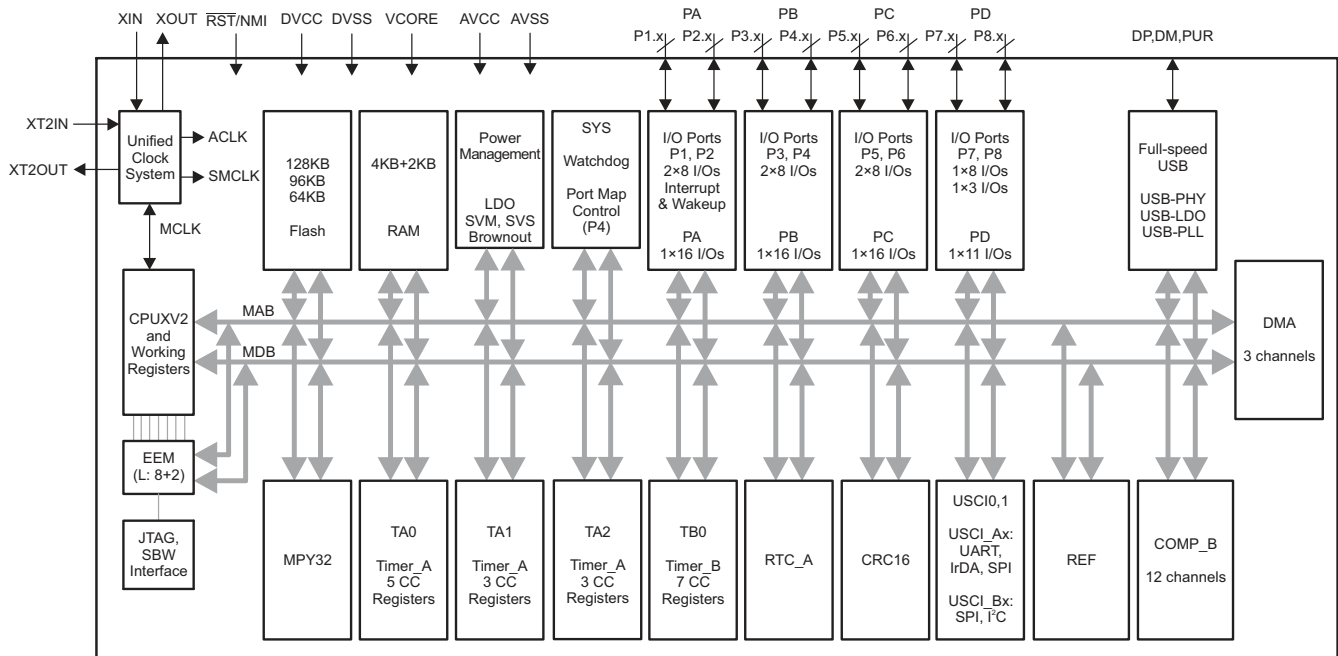 XIN
XOUT
RST/NMI
DVCC
DVSS
VCORE
AVCC
AVSS
PA
P1.x
P2.x
PB
P3.x
P4.x
PC
P5.x
P6.x
PD
P7.x
P8.x
DP,DM,PUR
XT2IN
XT2OUT
Unified
Clock
System
ACLK
SMCLK
MCLK
128KB
96KB
64KB
Flash
4KB+2KB
RAM
Power
Management
LDO
SVM, SVS
Brownout
SYS
Watchdog
Port Map
Control
(P4)
I/O Ports
P1, P2
2×8 I/Os
Interrupt
& Wakeup
PA
1×16 I/Os
I/O Ports
P3, P4
2×8 I/Os
PB
1×16 I/Os
I/O Ports
P5, P6
2×8 I/Os
PC
1×16 I/Os
I/O Ports
P7, P8
1×8 I/Os
1×3 I/Os
PD
1×11 I/Os
Full-speed
USB
USB-PHY
USB-LDO
USB-PLL
CPUXV2
and
Working
Registers
MAB
MDB
DMA
3 channels
EEM
(L: 8+2)
JTAG,
SBW
Interface
MPY32
TA0
Timer_A
5 CC
Registers
TA1
Timer_A
3 CC
Registers
TA2
Timer_A
3 CC
Registers
TB0
Timer_B
7 CC
Registers
RTC_A
CRC16
USCI0,1
USCI_Ax:
UART,
IrDA, SPI
USCI_Bx:
SPI, I²C
REF
COMP_B
12 channels